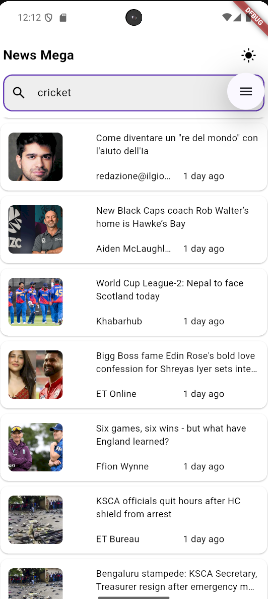 12:12
DEBUG
News Mega
cricket
Come diventare un "re del mondo" con
l'aiuto dell'Ia
redazione@ilgio... 1 day ago
New Black Caps coach Rob Walter's
home is Hawke's Bay
Aiden McLaughl... 1 day ago
World Cup League-2: Nepal to face
Scotland today
Khabarhub 1 day ago
Bigg Boss fame Edin Rose's bold love
confession for Shreyas Iyer sets inte...
ET Online 1 day ago
Six games, six wins - but what have
England learned?
Ffion Wynne 1 day ago
KSCA officials quit hours after HC
shield from arrest
ET Bureau 1 day ago
Bengaluru stampede: KSCA Secretary,
Treasurer resign after emergency m...